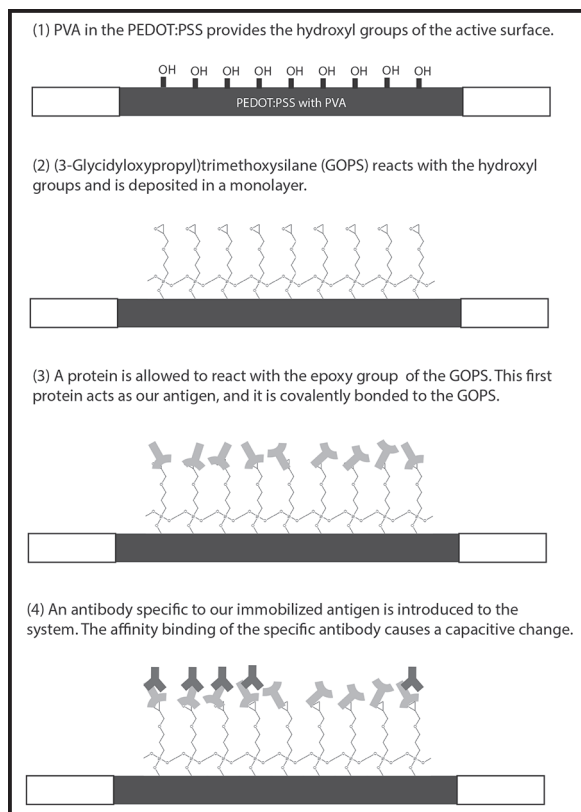 (1) PVA in the PEDOT:PSS provides the hydroxyl groups of the active surface.
OH OH OH OH OH OH OH OH OH
PEDOT:PSS with PVA
(2) (3-Glycidyloxypropyl)trimethoxysilane (GOPS) reacts with the hydroxyl
groups and is deposited in a monolayer.
(3) A protein is allowed to react with the epoxy group of the GOPS. This first
protein acts as our antigen, and it is covalently bonded to the GOPS.
(4) An antibody specific to our immobilized antigen is introduced to the
system. The affinity binding of the specific antibody causes a capacitive change.